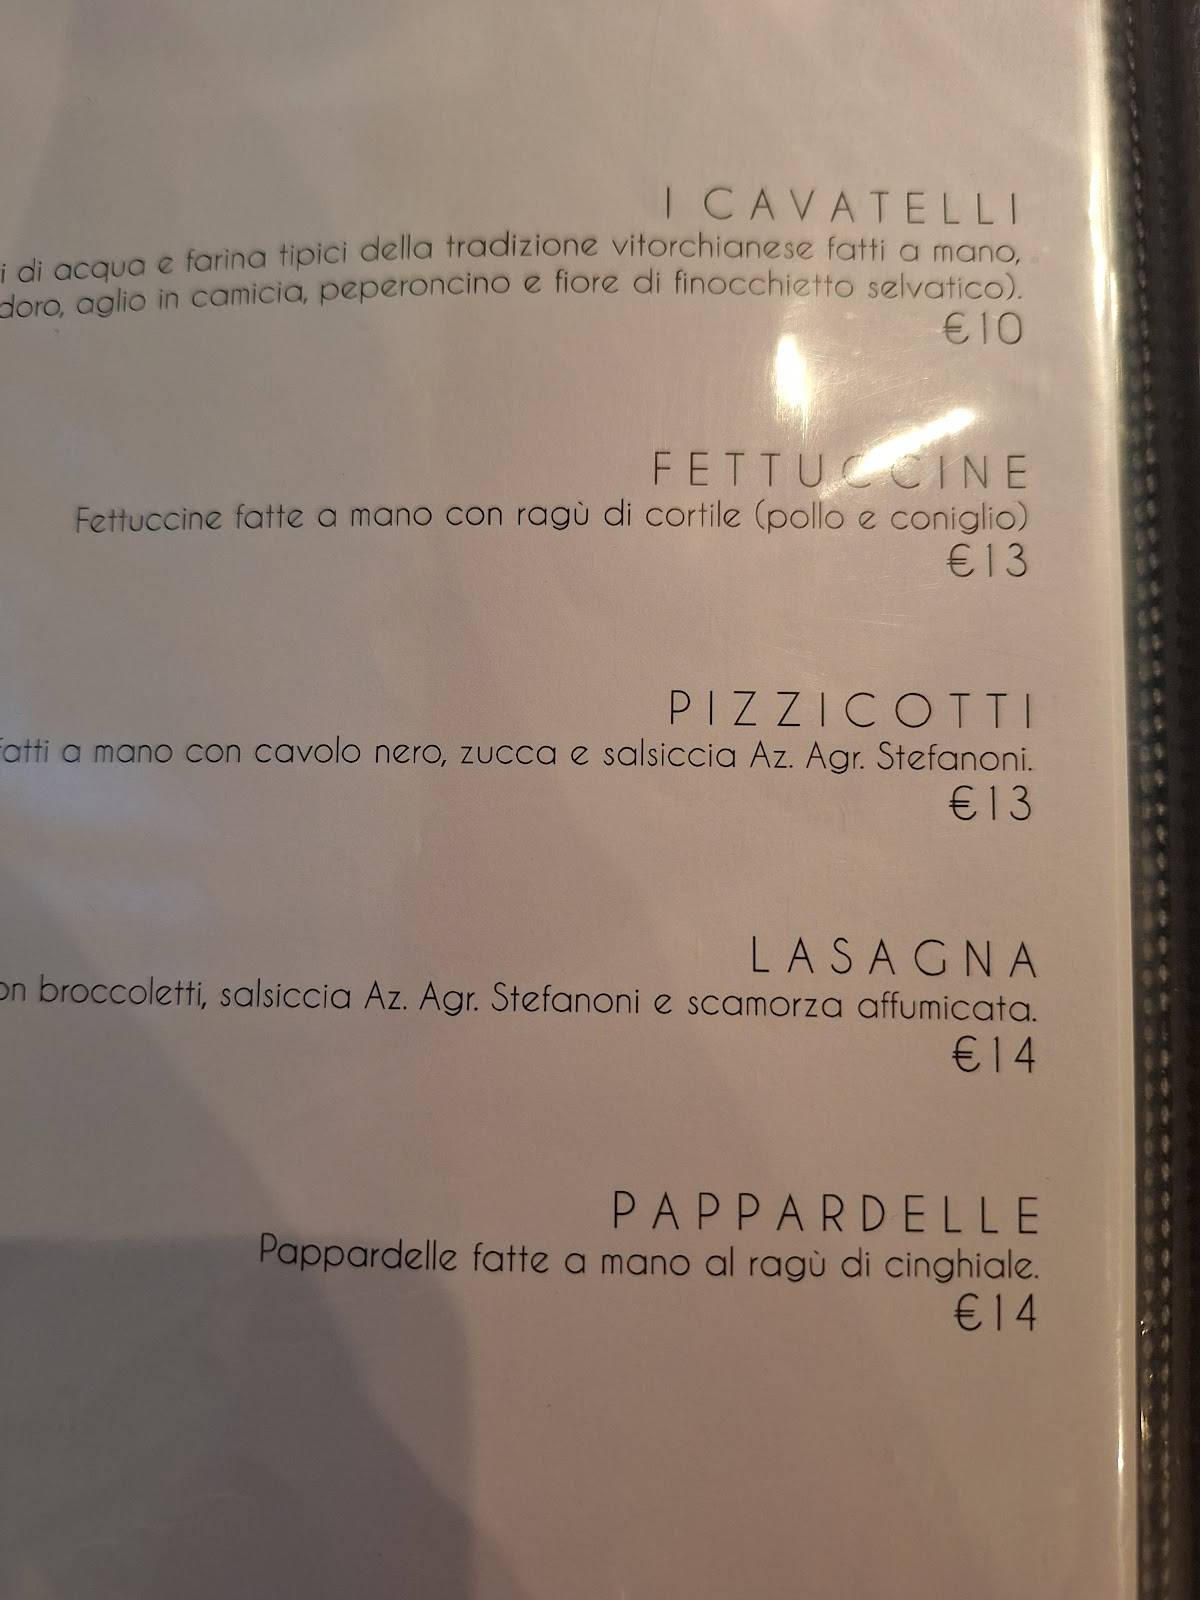 I CAVATELLI
di acqua e farina tipici della tradizione vitorchianese fatti a mano,
aglio in camicia, peperoncino e fiore di finocchietto selvatico).
€10
FETTUCCINE
Fettuccine fatte a mano con ragù di cortile (pollo e coniglio)
€13
PIZZICOTTI
fatti a mano con cavolo nero, zucca e salsiccia Az. Agr. Stefanoni.
€13
LASAGNA
broccoletti, salsiccia Az. Agr. Stefanoni e scamorza affumicata.
€14
PAPPARDELLE
Pappardelle fatte a mano al ragù di cinghiale.
€14